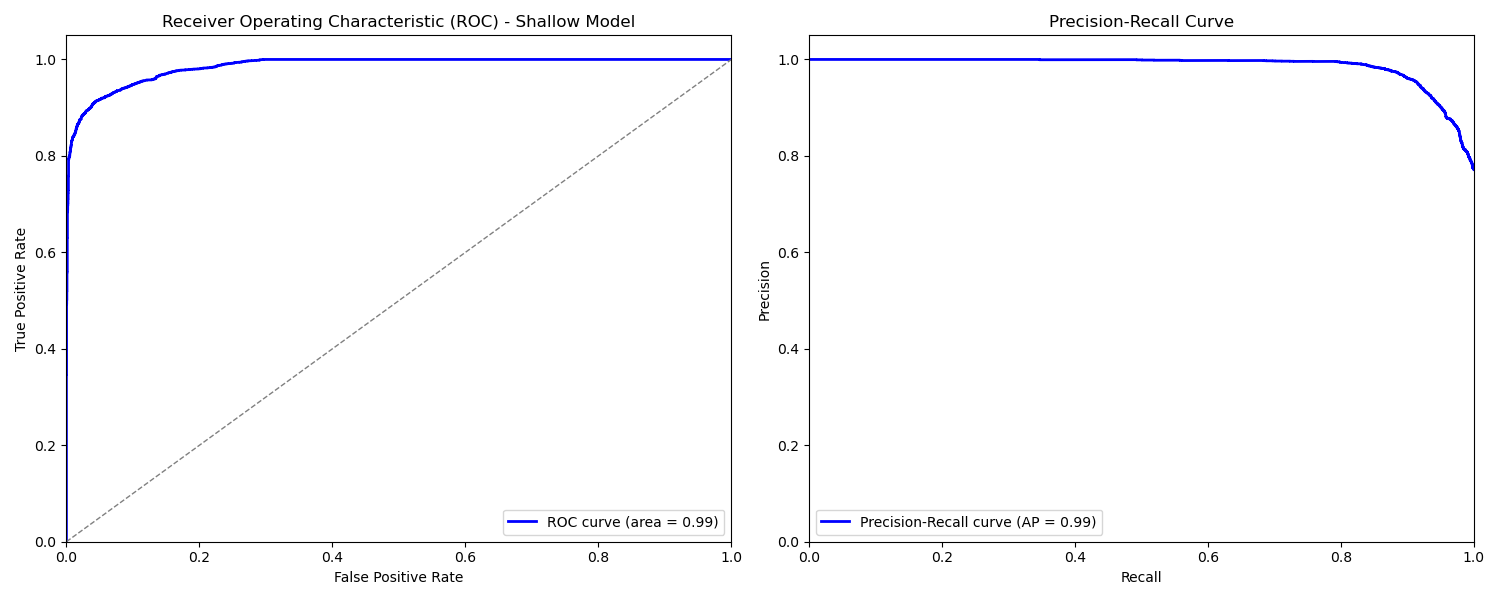 Receiver Operating Characteristic (ROC) - Shallow Model
1.0
0.8
0.6
0.4
0.2
0.0
True Positive Rate
ROC curve (area = 0.99)
0.0 0.2 0.4 0.6 0.8 1.0
False Positive Rate
Precision-Recall Curve
1.0
0.8
0.6
0.4
0.2
0.0
Precision
Precision-Recall curve (AP = 0.99)
0.0 0.2 0.4 0.6 0.8 1.0
Recall